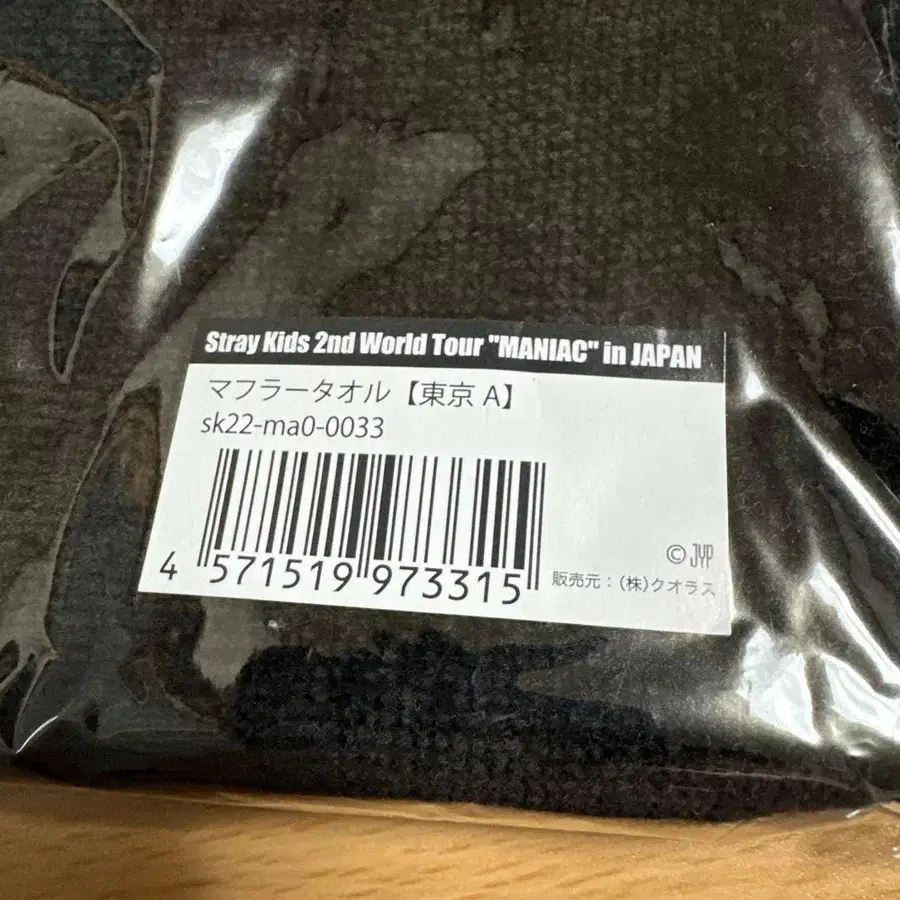 Stray Kids 2nd World Tour "MANIAC" in JAPAN
マフラータオル【東京 A】
sk22-ma0-0033
4 571519 973315
© JYP
販売元：(株)クオラス